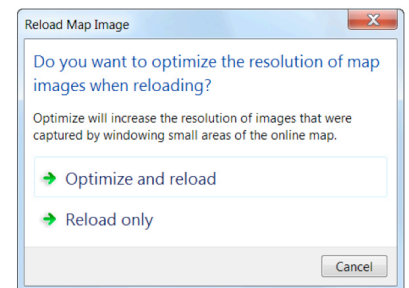 Reload Map Image
Do you want to optimize the resolution of map
images when reloading?
Optimize will increase the resolution of images that were
captured by windowing small areas of the online map.
Optimize and reload
Reload only
Cancel